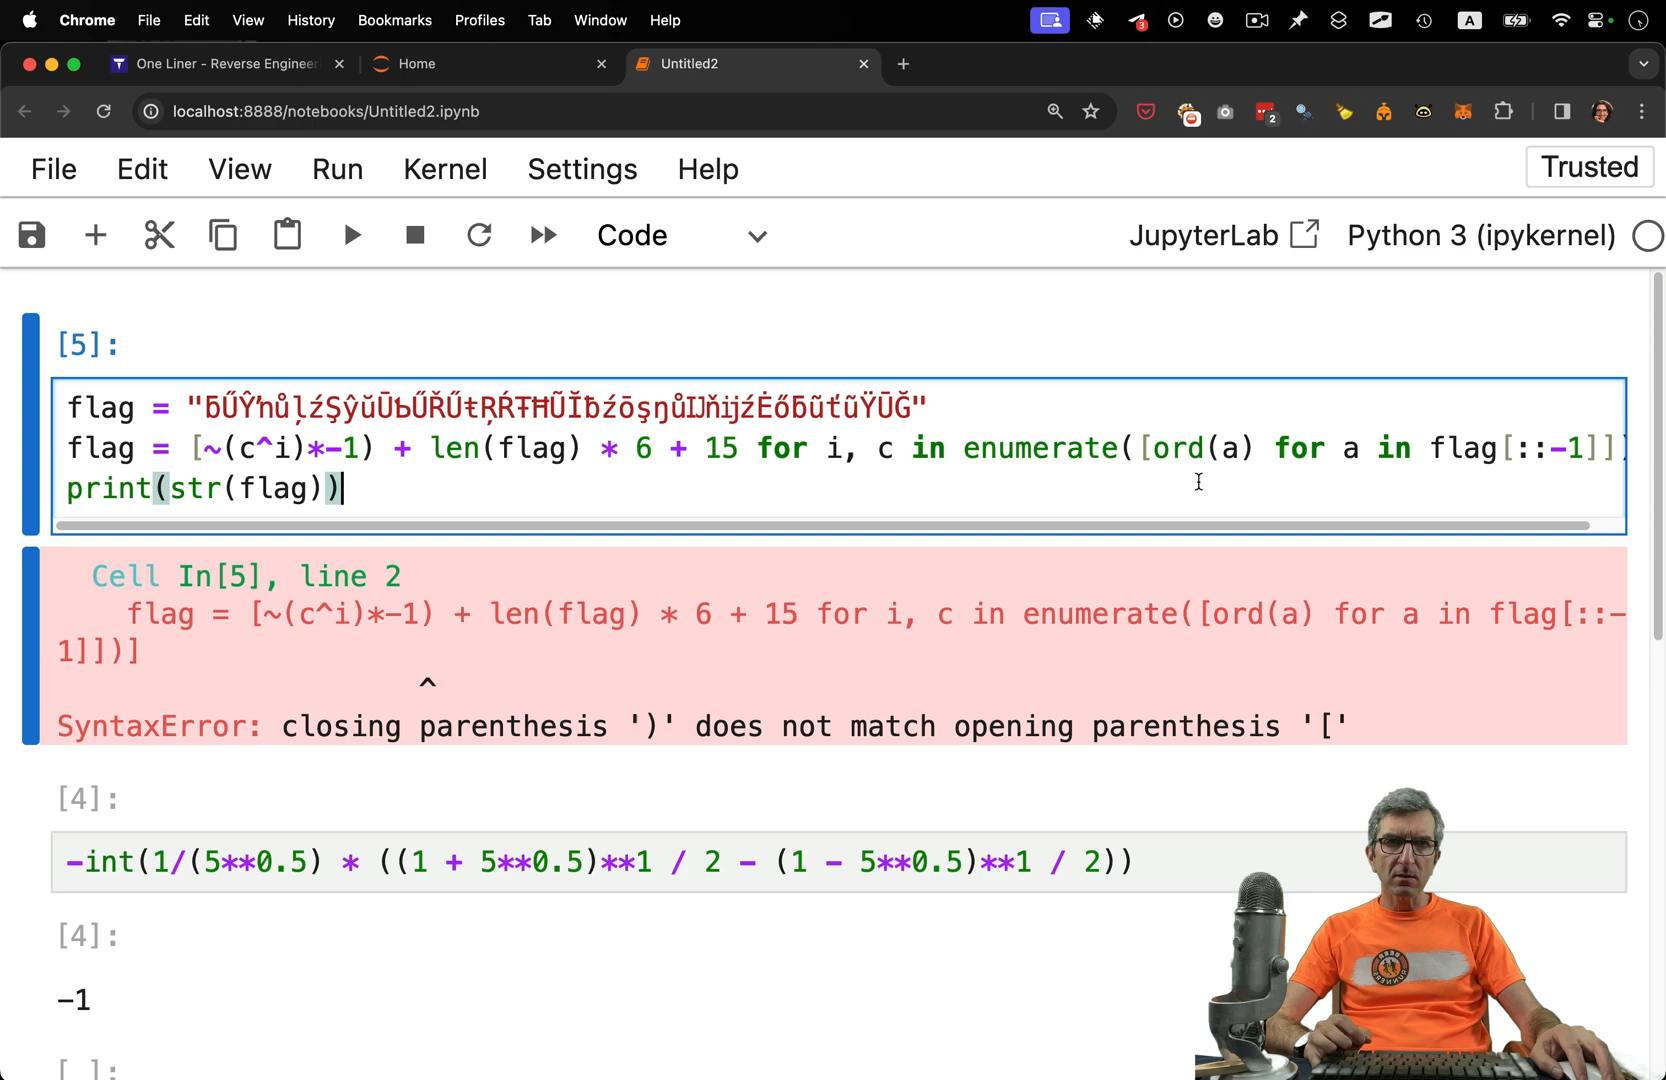 Chrome File Edit View History Bookmarks Profiles Tab Window Help
One Liner - Reverse Engineer Home Untitled2
localhost:8888/notebooks/Untitled2.ipynb
File Edit View Run Kernel Settings Help Trusted
Code JupyterLab Python 3 (ipykernel)
[5]:
flag = "
flag = [~(c^i)*-1) + len(flag) * 6 + 15 for i, c in enumerate([ord(a) for a in flag[::-1]])
print(str(flag))
Cell In[5], line 2
flag = [~(c^i)*-1) + len(flag) * 6 + 15 for i, c in enumerate([ord(a) for a in flag[::-
1]])]
^
SyntaxError: closing parenthesis ')' does not match opening parenthesis '['
[4]:
-int(1/(5**0.5) * ((1 + 5**0.5)**1 / 2 - (1 - 5**0.5)**1 / 2))
[4]:
-1
[ ]: